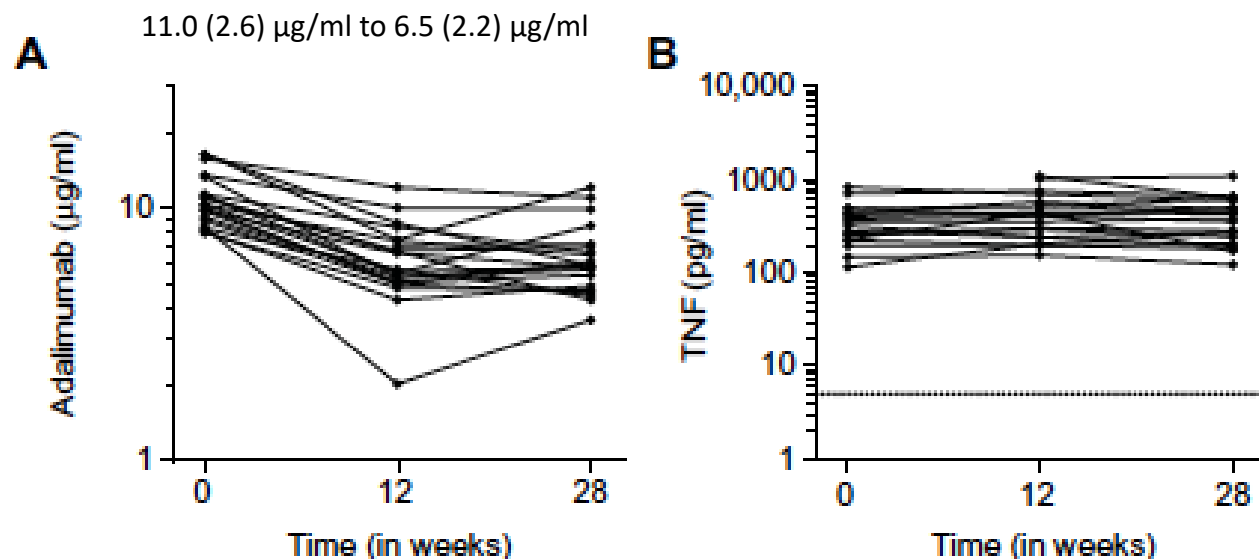 11.0 (2.6) µg/ml to 6.5 (2.2) µg/ml
A
Adalimumab (µg/ml)
10
1
0 12 28
Time (in weeks)
B
TNF (pg/ml)
10,000
1000
100
10
1
0 12 28
Time (in weeks)